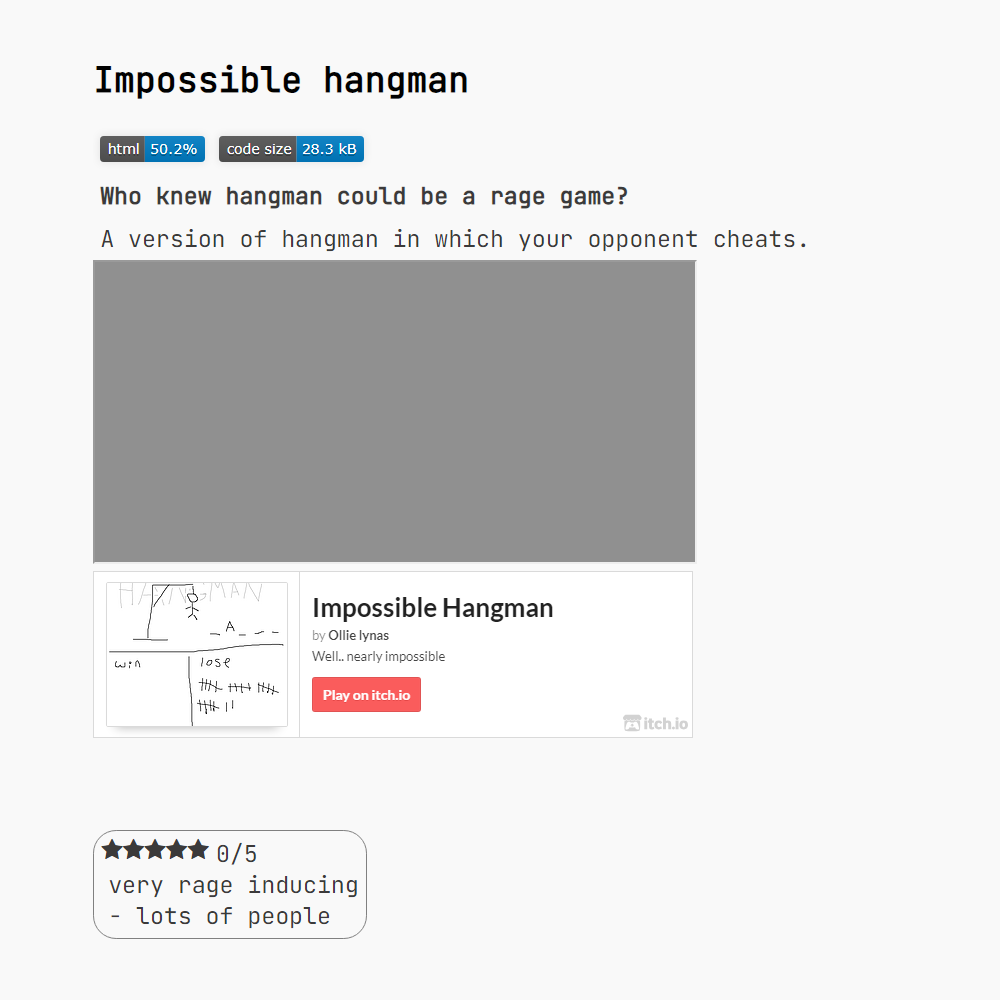 Impossible hangman
html 50.2% code size 28.3 kB
Who knew hangman could be a rage game?
A version of hangman in which your opponent cheats.
HANGMAN
_ A _ _ _
win lose
Impossible Hangman
by Ollie lynas
Well.. nearly impossible
Play on itch.io
itch.io
0/5
very rage inducing
- lots of people